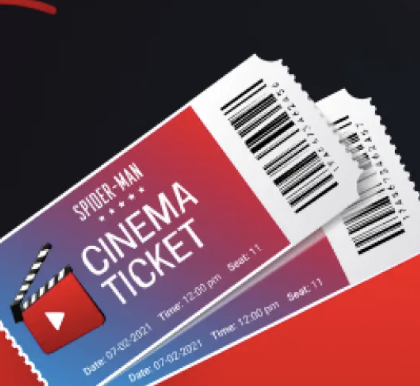 SPIDER-MAN
CINEMA
TICKET
Date: 07-02-2021 Time: 12:00 pm Seat: 11
Date: 07-02-2021 Time: 12:00 pm Seat: 11